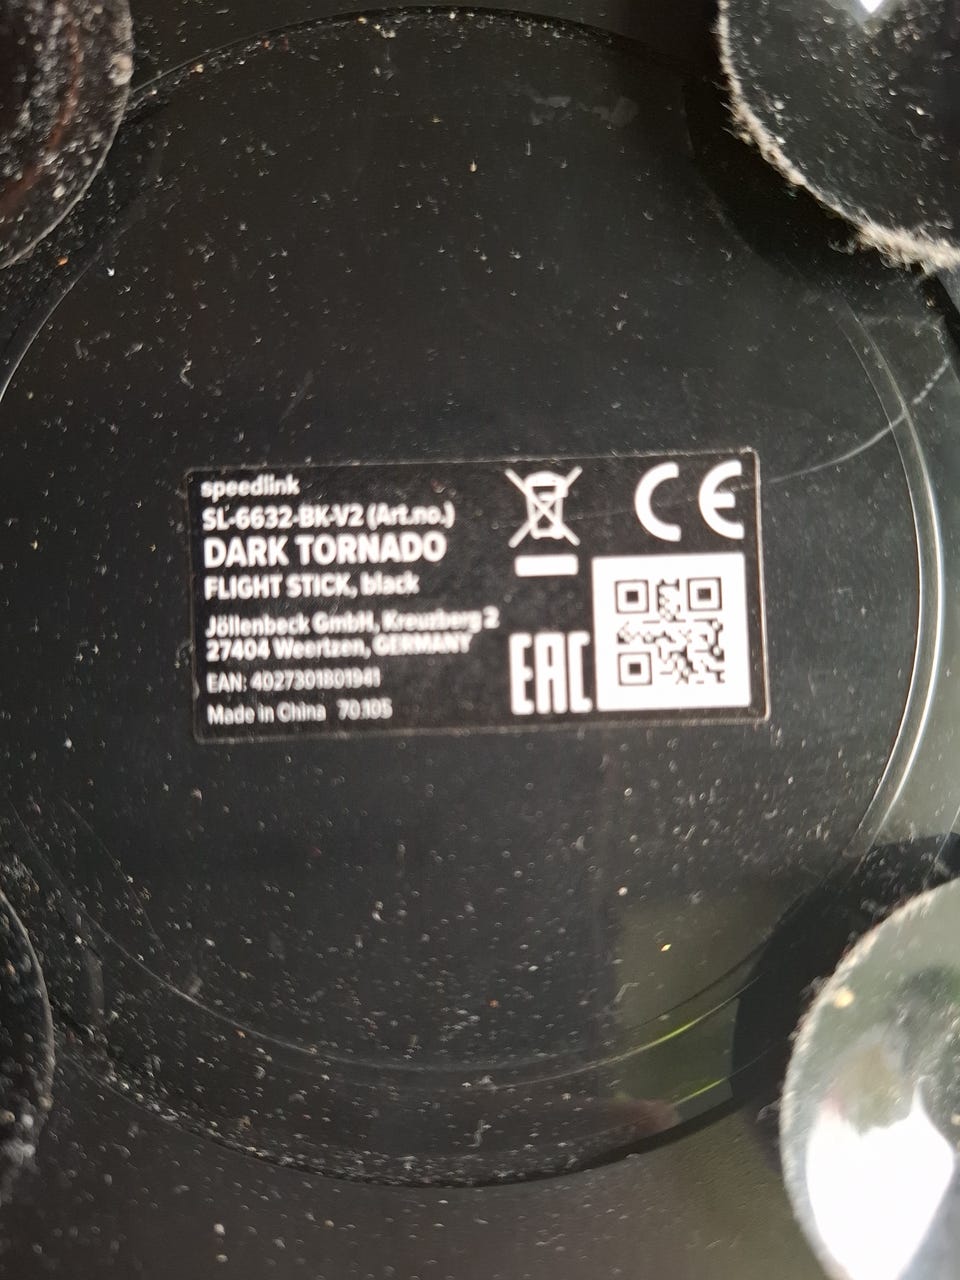 speedlink
SL-6632-BK-V2 (Art.no.)
DARK TORNADO
FLIGHT STICK, black
Jöllenbeck GmbH, Kreuzberg 2
27404 Weertzen, GERMANY
EAN: 4027301801941
Made in China 70.105
CE
EAC